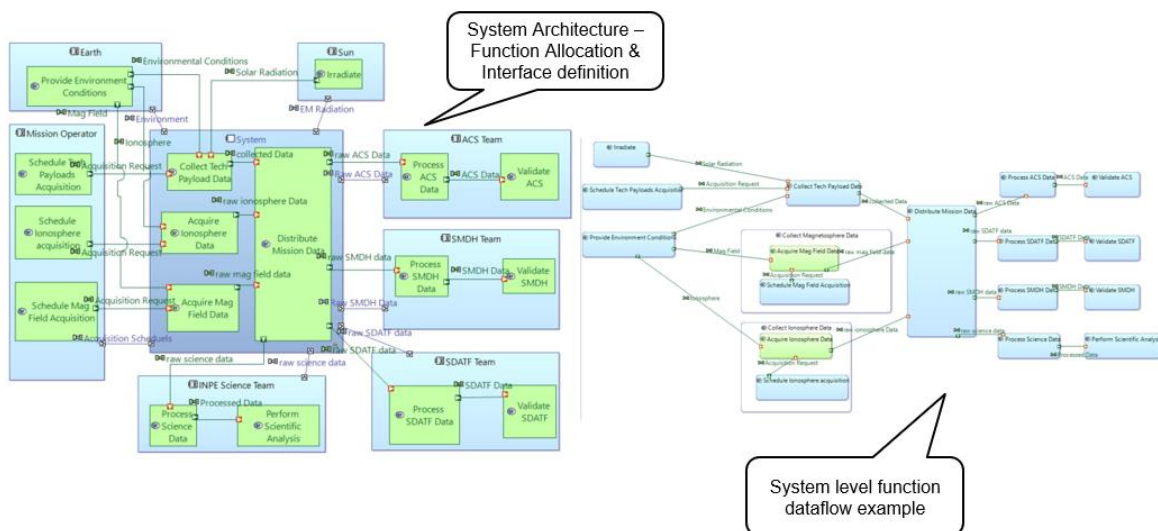 System Architecture –
Function Allocation &
Interface definition
Earth
Provide Environment
Conditions
Environmental Conditions
Solar Radiation
Sun
Irradiate
Mag Field
Environment
EM Radiation
Ionosphere
Mission Operator
Schedule Tech
Payloads
Acquisition
Acquisition Request
System
collected Data
Collect Tech
Payload Data
raw ACS Data
Raw ACS Data
ACS Team
Process
ACS
Data
ACS Data
Validate
ACS
Schedule
Ionosphere
acquisition
Acquisition Request
raw ionosphere Data
Acquire
Ionosphere
Data
Distribute
Mission Data
raw mag field data
raw SMDH data
SMDH Team
Process
SMDH
Data
SMDH Data
Validate
SMDH
Schedule Mag
Field Acquisition
Acquisition Request
Acquire Mag
Field Data
Raw SMDH data
Acquisition Scheduels
raw science data
raw science data
raw SDATF data
Raw SDATF data
INPE Science Team
Process
Science
Data
Processed Data
Perform
Scientific
Analysis
SDATF Team
Process
SDATF Data
SDATF Data
Validate
SDATF
Irradiate
Solar Radiation
Schedule Tech Payloads Acquisition
Acquisition Request
Collect Tech Payload Data
Environmental Conditions
collected Data
Provide Environment Condition
Mag Field
Ionosphere
Collect Magnetosphere Data
Acquire Mag Field Data
raw mag field data
Acquisition Request
Schedule Mag Field Acquisition
Collect Ionosphere Data
Acquire Ionosphere Data
raw ionosphere Data
Acquisition Request
Schedule Ionosphere acquisition
Distribute Mission Data
raw ACS Data
Process ACS Data
ACS Data
Validate ACS
raw SDATF data
Process SDATF Data
SDATF Data
Validate SDATF
raw SMDH data
Process SMDH Data
SMDH Data
Validate SMDH
raw science data
Process Science Data
Processed Data
Perform Scientific Analys
System level function
dataflow example